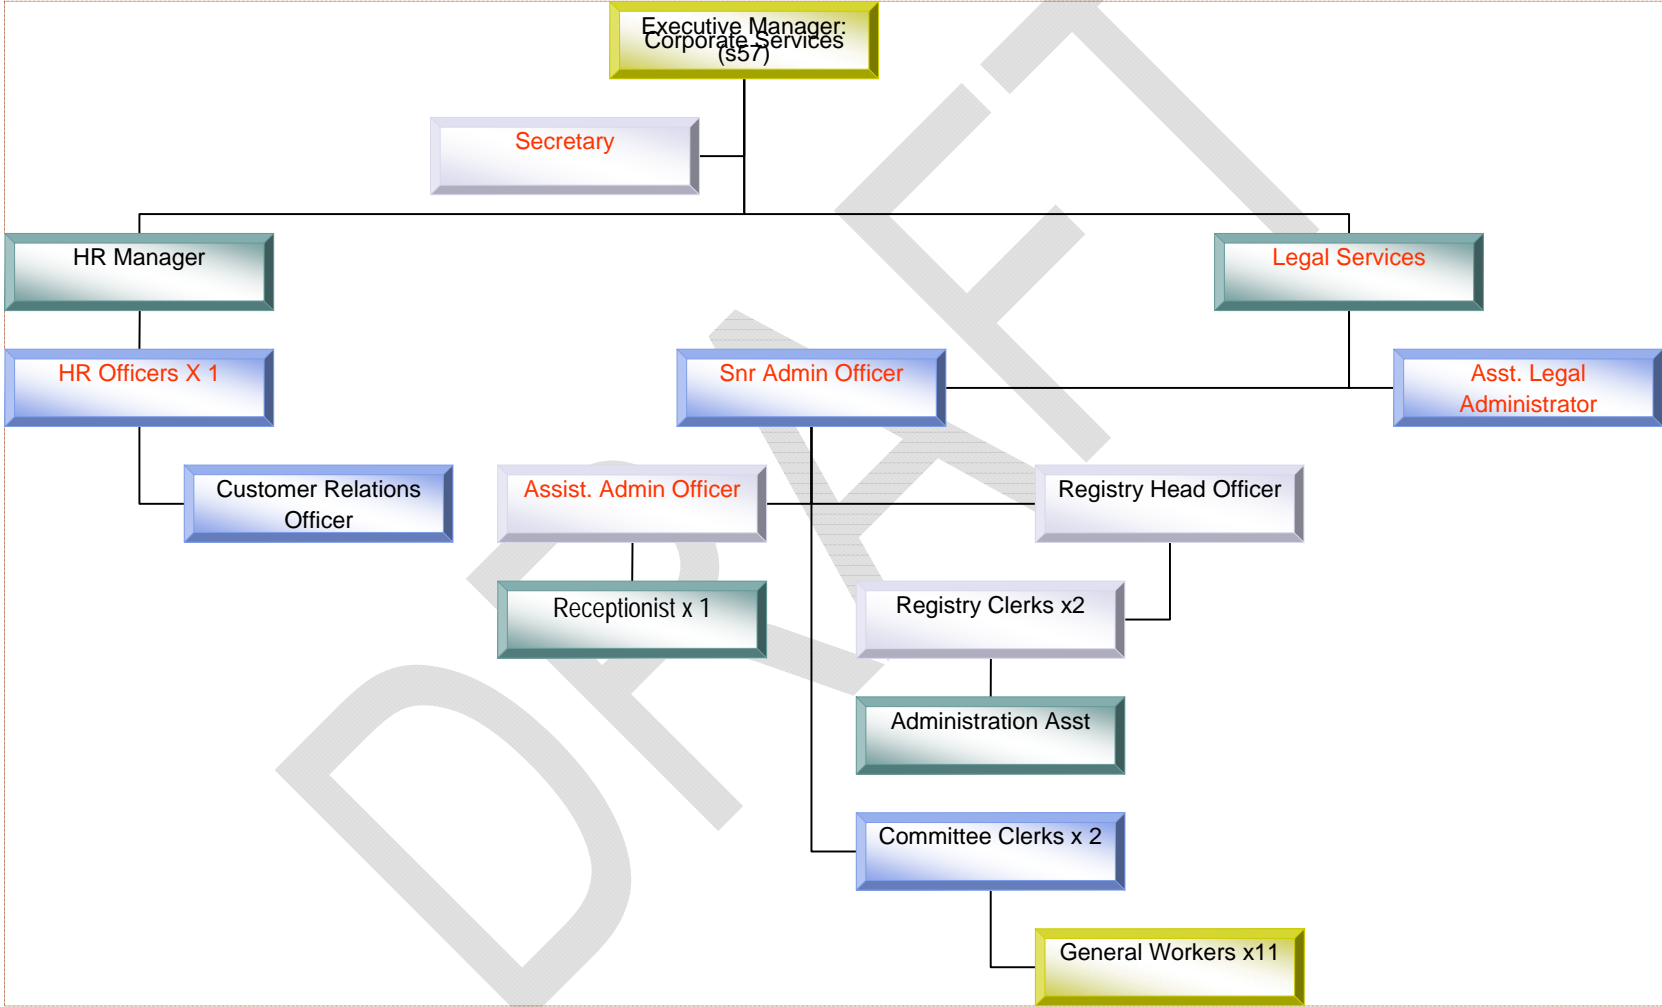 Executive Manager:
Corporate Services
(s57)
Secretary
HR Manager
Legal Services
HR Officers X 1
Snr Admin Officer
Asst. Legal
Administrator
Customer Relations
Officer
Assist. Admin Officer
Registry Head Officer
Receptionist x 1
Registry Clerks x2
Administration Asst
Committee Clerks x 2
General Workers x11
DRAFT